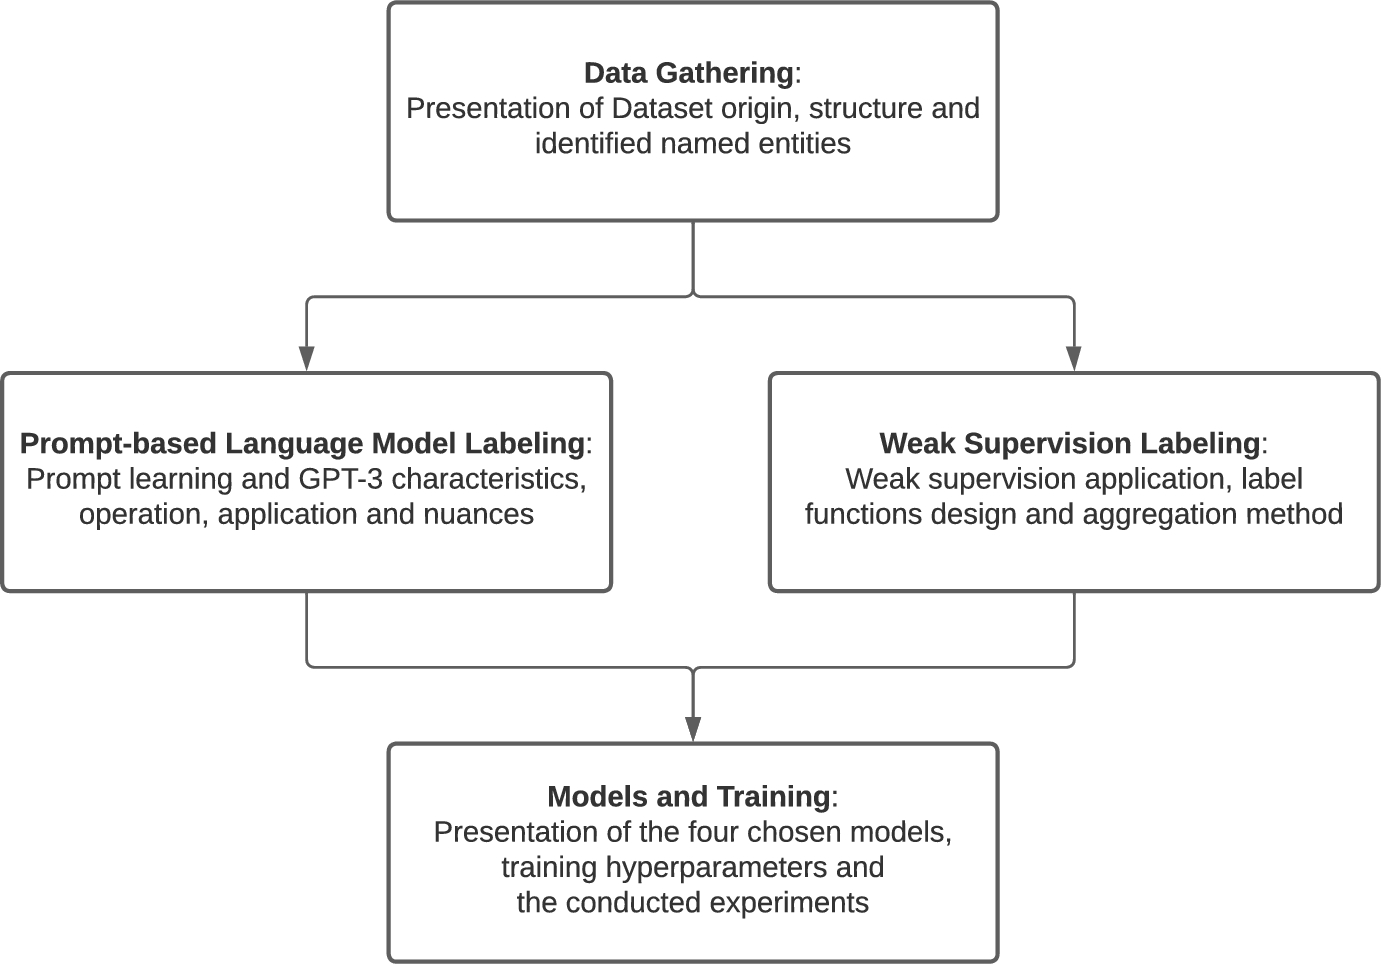 Data Gathering:
Presentation of Dataset origin, structure and
identified named entities
Prompt-based Language Model Labeling:
Prompt learning and GPT-3 characteristics,
operation, application and nuances
Weak Supervision Labeling:
Weak supervision application, label
functions design and aggregation method
Models and Training:
Presentation of the four chosen models,
training hyperparameters and
the conducted experiments